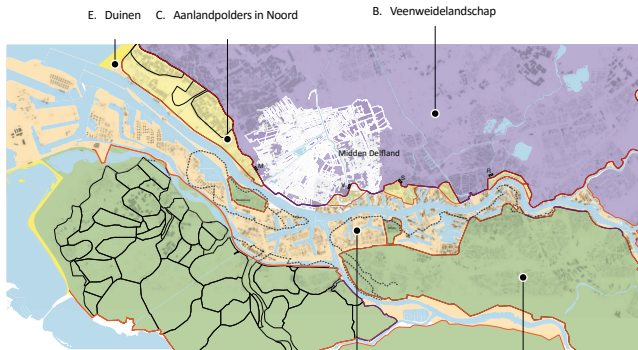 E. Duinen
C. Aanlandpolders in Noord
B. Veenweidelandschap
Midden Delfland